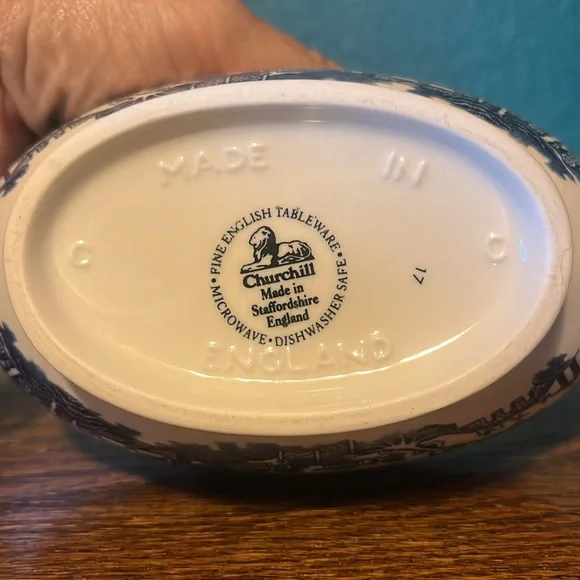 MADE IN
• FINE ENGLISH TABLEWARE •
Churchill
Made in
Staffordshire
England
MICROWAVE • DISHWASHER SAFE •
ENGLAND
C
O
17